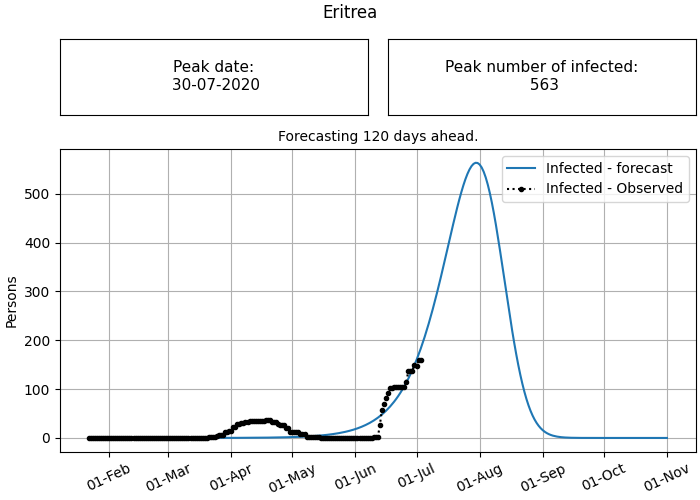 Eritrea
Peak date:
30-07-2020
Peak number of infected:
563
Forecasting 120 days ahead.
Infected - forecast
Infected - Observed
Persons
500
400
300
200
100
0
01-Feb
01-Mar
01-Apr
01-May
01-Jun
01-Jul
01-Aug
01-Sep
01-Oct
01-Nov